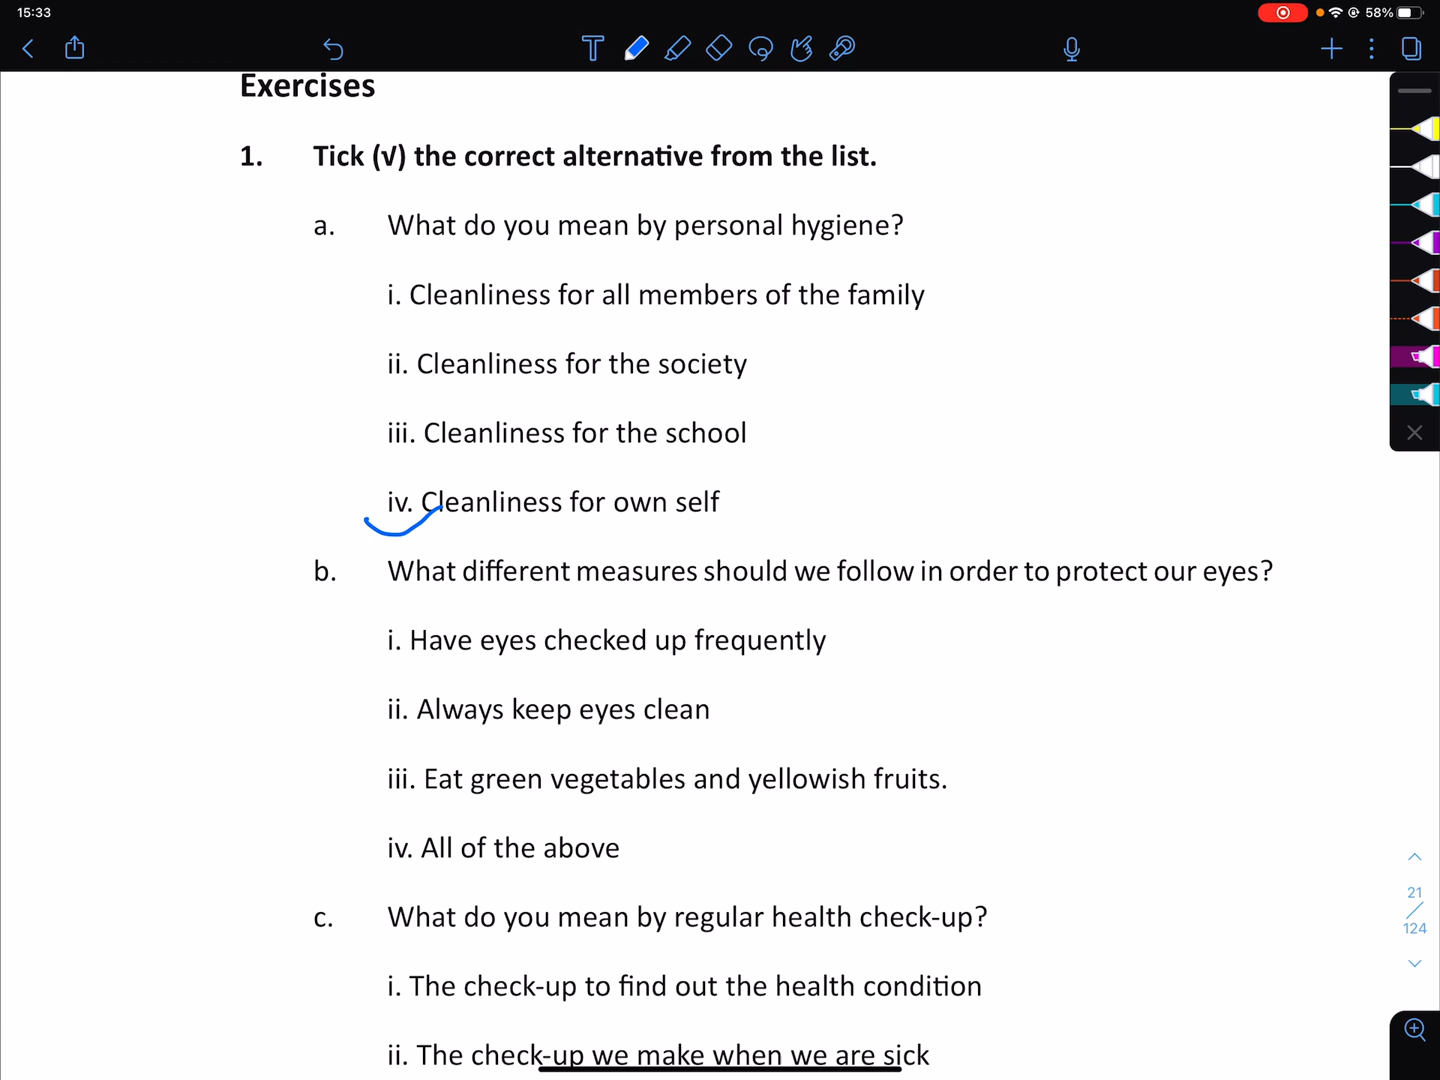 15:33
58%
Exercises
1. Tick (√) the correct alternative from the list.
a. What do you mean by personal hygiene?
i. Cleanliness for all members of the family
ii. Cleanliness for the society
iii. Cleanliness for the school
iv. Cleanliness for own self
b. What different measures should we follow in order to protect our eyes?
i. Have eyes checked up frequently
ii. Always keep eyes clean
iii. Eat green vegetables and yellowish fruits.
iv. All of the above
c. What do you mean by regular health check-up?
i. The check-up to find out the health condition
ii. The check-up we make when we are sick
21
124